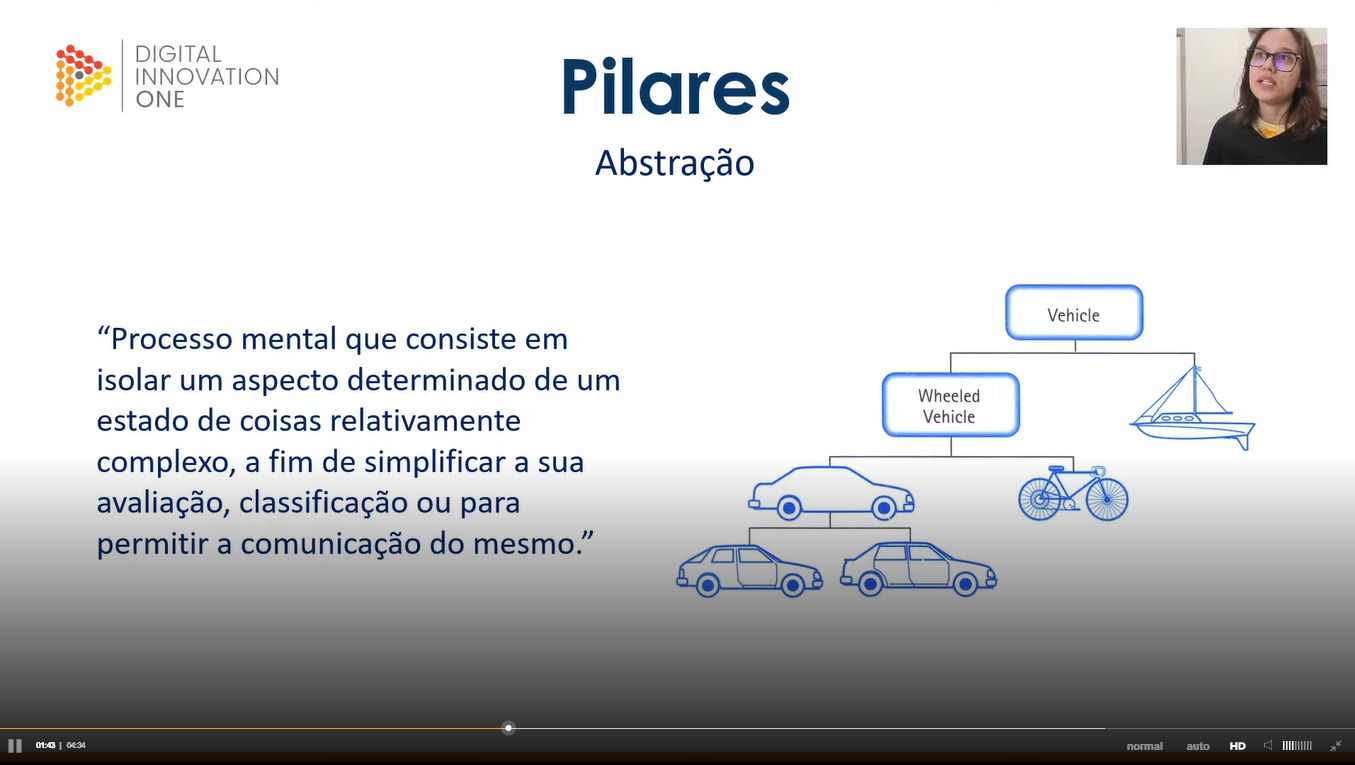 DIGITAL
INNOVATION
ONE
Pilares
Abstração
“Processo mental que consiste em
isolar um aspecto determinado de um
estado de coisas relativamente
complexo, a fim de simplificar a sua
avaliação, classificação ou para
permitir a comunicação do mesmo.”
Vehicle
Wheeled
Vehicle
01:43 | 04:34
normal auto HD